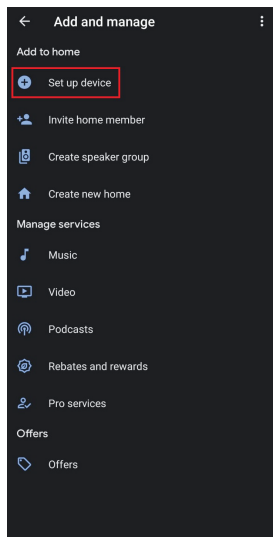 Add and manage
Add to home
Set up device
Invite home member
Create speaker group
Create new home
Manage services
Music
Video
Podcasts
Rebates and rewards
Pro services
Offers
Offers